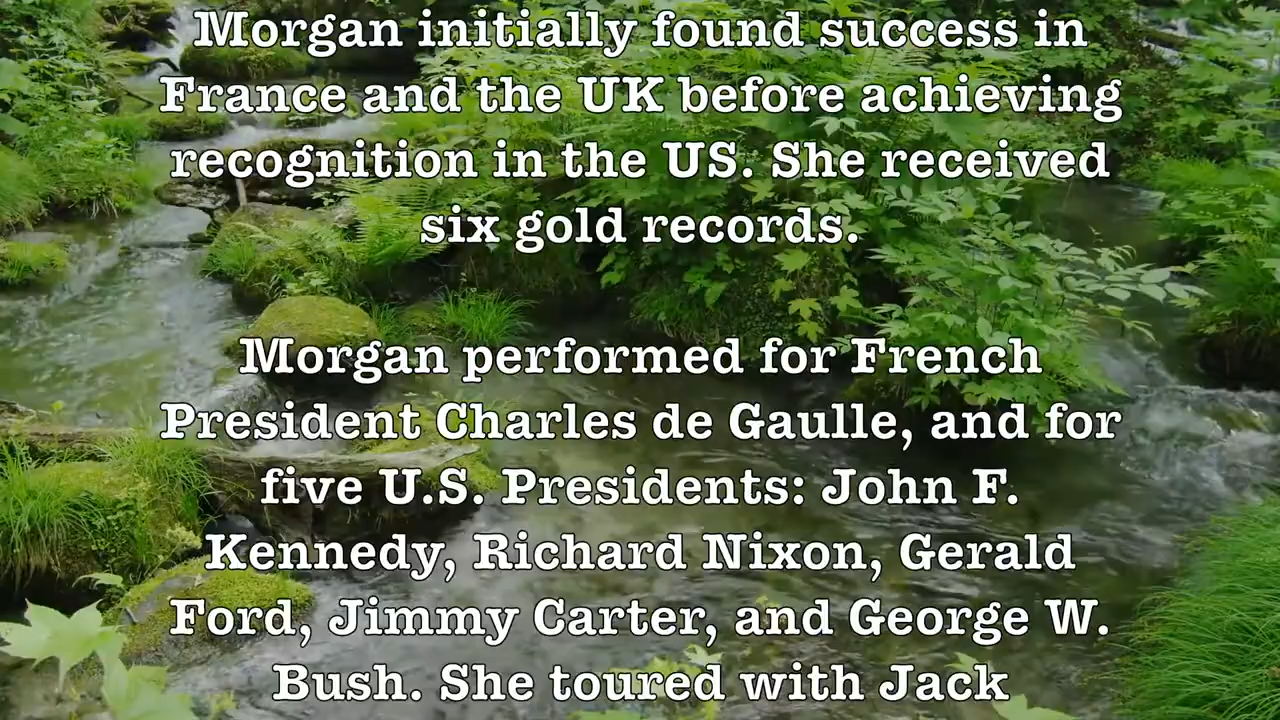 Morgan initially found success in
France and the UK before achieving
recognition in the US. She received
six gold records.
Morgan performed for French
President Charles de Gaulle, and for
five U.S. Presidents: John F.
Kennedy, Richard Nixon, Gerald
Ford, Jimmy Carter, and George W.
Bush. She toured with Jack